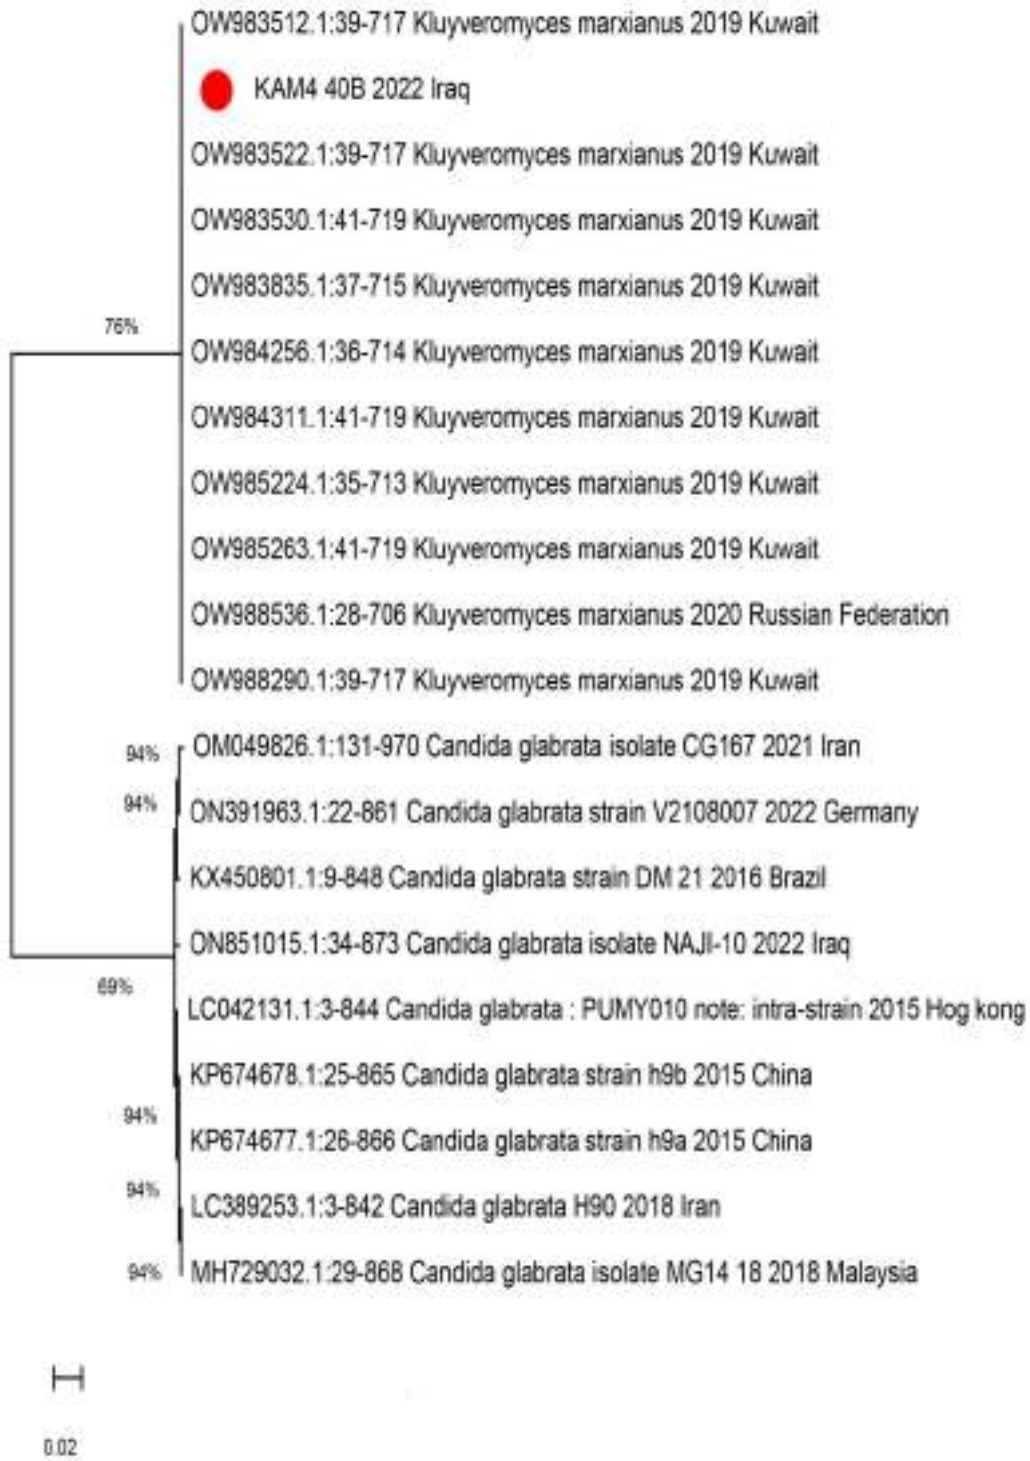 OW983512.1:39-717 Kluyveromyces marxianus 2019 Kuwait
KAM4 40B 2022 Iraq
OW983522.1:39-717 Kluyveromyces marxianus 2019 Kuwait
OW983530.1:41-719 Kluyveromyces marxianus 2019 Kuwait
OW983835.1:37-715 Kluyveromyces marxianus 2019 Kuwait
76%
OW984256.1:36-714 Kluyveromyces marxianus 2019 Kuwait
OW984311.1:41-719 Kluyveromyces marxianus 2019 Kuwait
OW985224.1:35-713 Kluyveromyces marxianus 2019 Kuwait
OW985263.1:41-719 Kluyveromyces marxianus 2019 Kuwait
OW988536.1:28-706 Kluyveromyces marxianus 2020 Russian Federation
OW988290.1:39-717 Kluyveromyces marxianus 2019 Kuwait
94% OM049826.1:131-970 Candida glabrata isolate CG167 2021 Iran
94% ON391963.1:22-861 Candida glabrata strain V2108007 2022 Germany
KX450801.1:9-848 Candida glabrata strain DM 21 2016 Brazil
ON851015.1:34-873 Candida glabrata isolate NAJI-10 2022 Iraq
69%
LC042131.1:3-844 Candida glabrata : PUMY010 note: intra-strain 2015 Hog kong
KP674678.1:25-865 Candida glabrata strain h9b 2015 China
94%
KP674677.1:26-866 Candida glabrata strain h9a 2015 China
94%
LC389253.1:3-842 Candida glabrata H90 2018 Iran
94% MH729032.1:29-868 Candida glabrata isolate MG14 18 2018 Malaysia
0.02